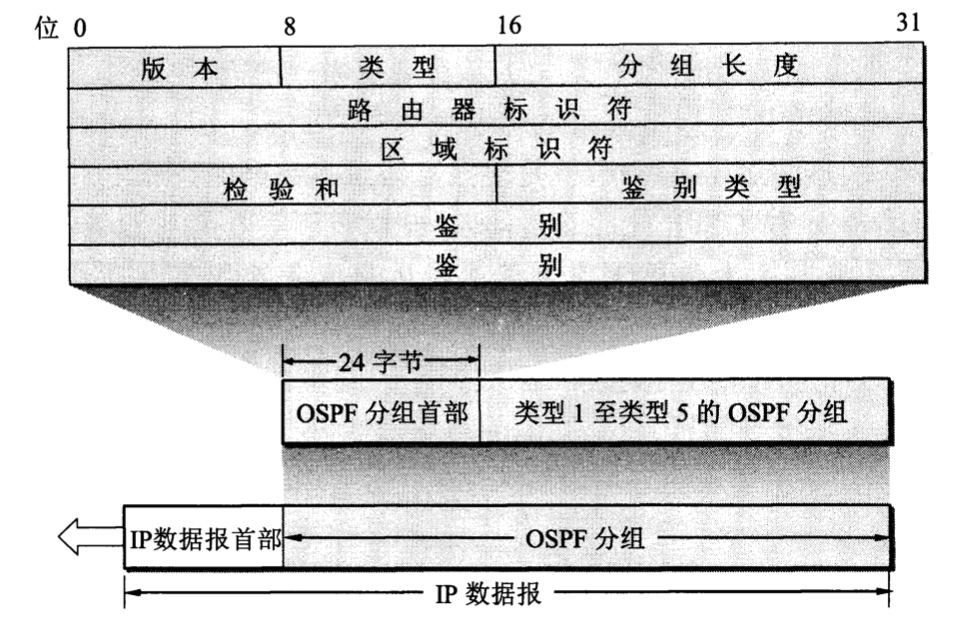 位 0 8 16 31
版 本 类 型 分 组 长 度
路 由 器 标 识 符
区 域 标 识 符
检 验 和 鉴 别 类 型
鉴 别
鉴 别
24 字节
OSPF 分组首部 类型 1 至类型 5 的 OSPF 分组
IP数据报首部 OSPF 分组
IP 数据报